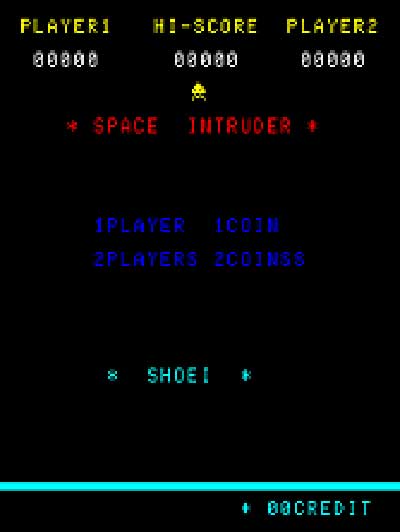 PLAYER1 HI-SCORE PLAYER2
00000 00000 00000
* SPACE INTRUDER *
1PLAYER 1COIN
2PLAYERS 2COINSS
* SHOEI *
* 00CREDIT